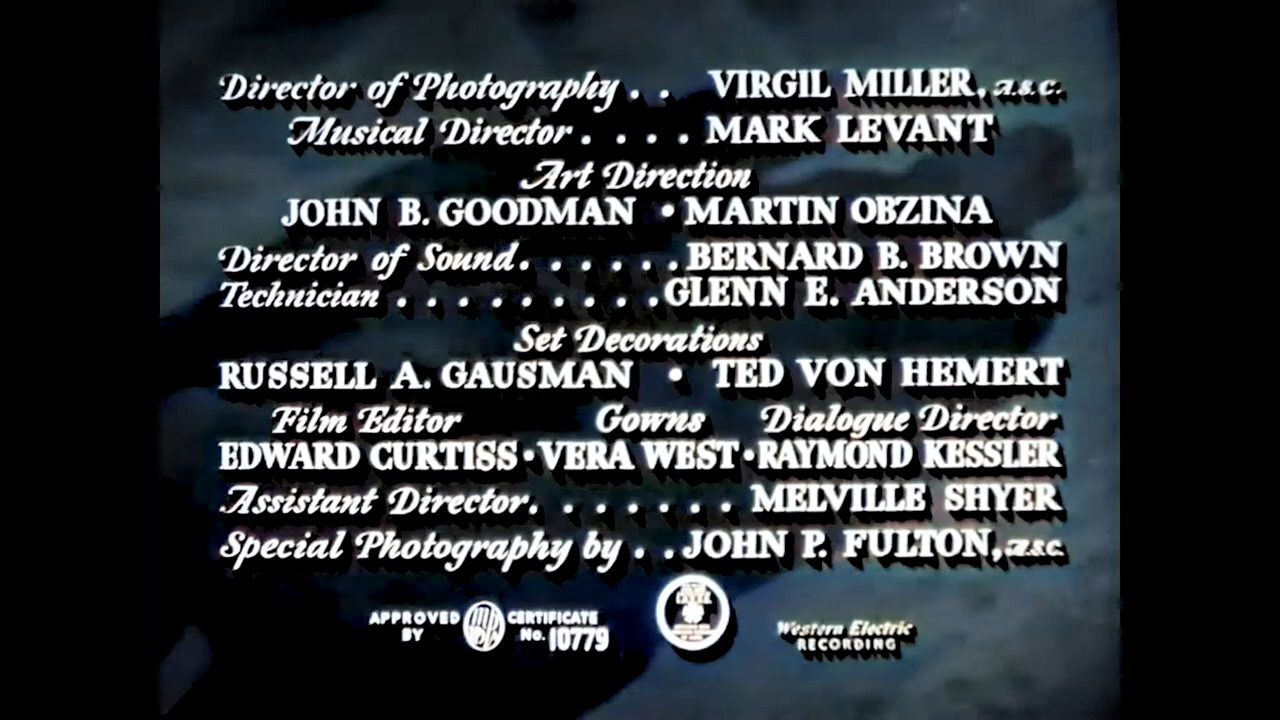 Director of Photography . . VIRGIL MILLER, A.S.C.
Musical Director . . . . MARK LEVANT
Art Direction
JOHN B. GOODMAN • MARTIN OBZINA
Director of Sound . . . . . . BERNARD B. BROWN
Technician . . . . . . . . . GLENN E. ANDERSON
Set Decorations
RUSSELL A. GAUSMAN • TED VON HEMERT
Film Editor Gowns Dialogue Director
EDWARD CURTISS • VERA WEST • RAYMOND KESSLER
Assistant Director . . . . . . . MELVILLE SHYER
Special Photography by . . JOHN P. FULTON, A.S.C.
APPROVED BY CERTIFICATE No. 10779
Western Electric
RECORDING